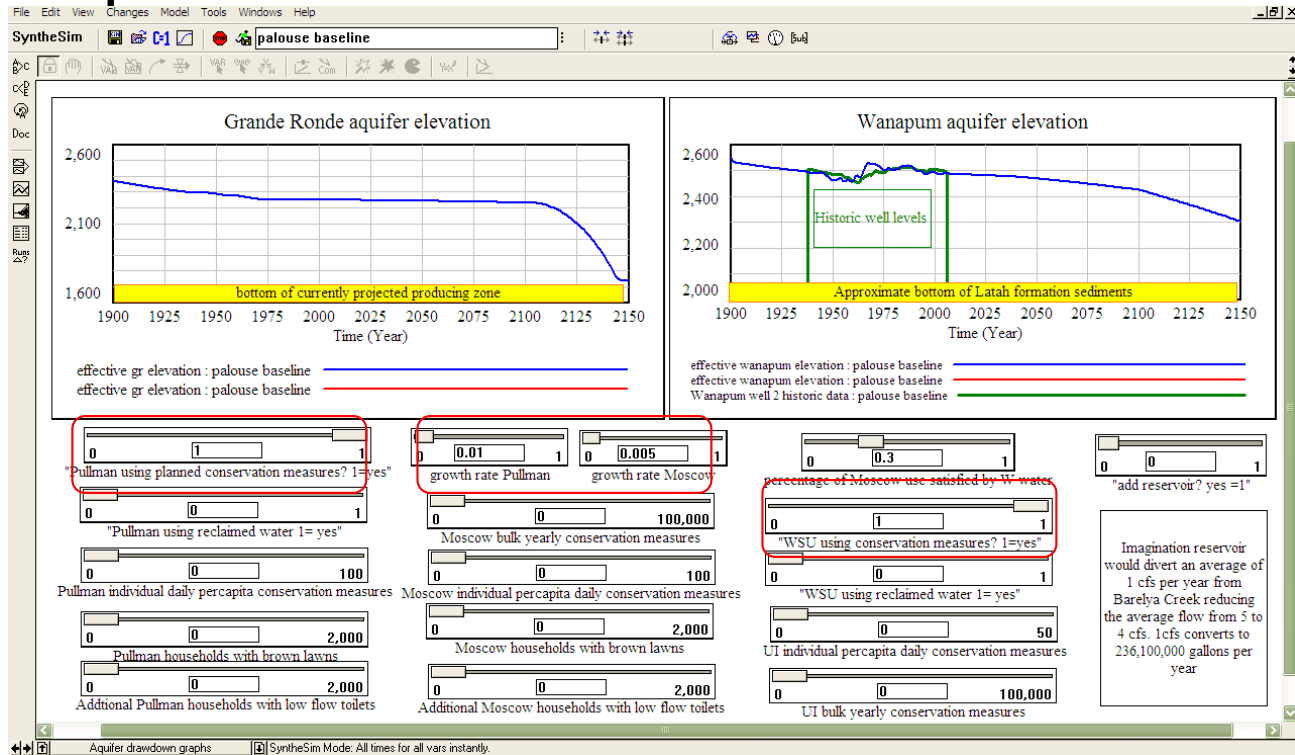 File Edit View Changes Model Tools Windows Help
SyntheSim palouse baseline
Sub
VAB VAR Com
Doc
Runs
Grande Ronde aquifer elevation
2,600
2,100
1,600
bottom of currently projected producing zone
1900 1925 1950 1975 2000 2025 2050 2075 2100 2125 2150
Time (Year)
effective gr elevation : palouse baseline
effective gr elevation : palouse baseline
Wanapum aquifer elevation
2,600
2,400
2,200
2,000
Historic well levels
Approximate bottom of Latah formation sediments
1900 1925 1950 1975 2000 2025 2050 2075 2100 2125 2150
Time (Year)
effective wanapum elevation : palouse baseline
effective wanapum elevation : palouse baseline
Wanapum well 2 historic data : palouse baseline
0 1 1
"Pullman using planned conservation measures? 1=yes"
0 0 1
"Pullman using reclaimed water 1= yes"
0 0 100
Pullman individual daily percapita conservation measures
0 0 2,000
Pullman households with brown lawns
0 0 2,000
Addtional Pullman households with low flow toilets
0 0.01 1
growth rate Pullman
0 0.005 1
growth rate Moscow
0 0 100,000
Moscow bulk yearly conservation measures
0 0 100
Moscow individual percapita daily conservation measures
0 0 2,000
Moscow households with brown lawns
0 0 2,000
Additional Moscow households with low flow toilets
0 0.3 1
percentage of Moscow use satisfied by W water
0 1 1
"WSU using conservation measures? 1=yes"
0 0 1
"WSU using reclaimed water 1= yes"
0 0 50
UI individual percapita daily conservation measures
0 0 100,000
UI bulk yearly conservation measures
0 0 1
"add reservoir? yes =1"
Imagination reservoir
would divert an average of
1 cfs per year from
Barelya Creek reducing
the average flow from 5 to
4 cfs. 1cfs converts to
236,100,000 gallons per
year
Aquifer drawdown graphs SyntheSim Mode: All times for all vars instantly.